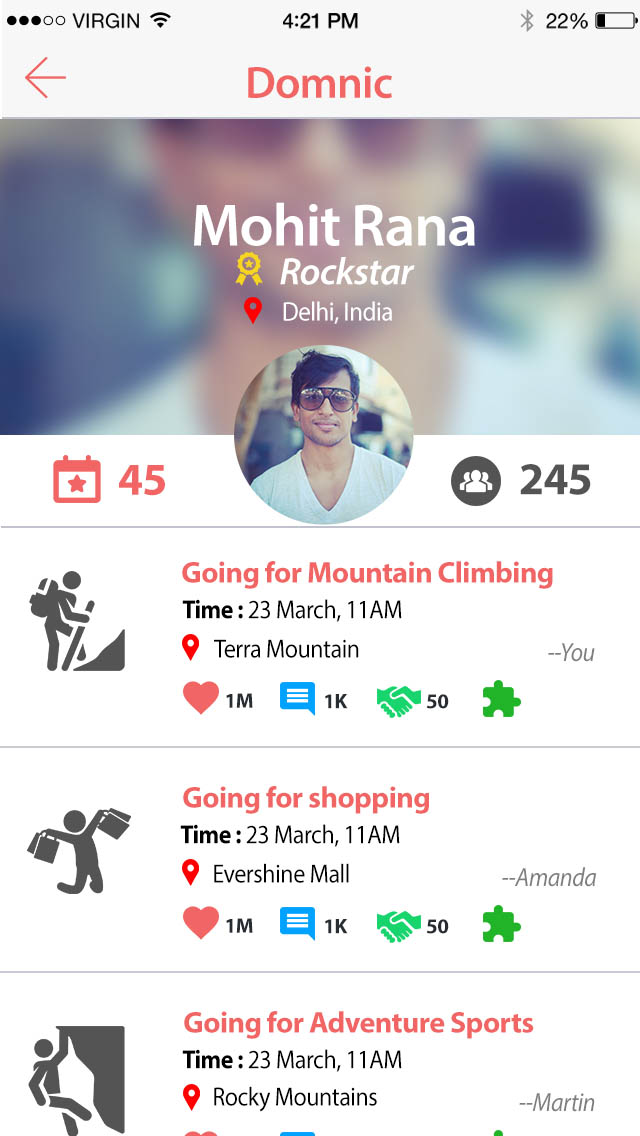 VIRGIN 4:21 PM 22%
Domnic
Mohit Rana
Rockstar
Delhi, India
45 245
Going for Mountain Climbing
Time : 23 March, 11AM
Terra Mountain
--You
1M 1K 50
Going for shopping
Time : 23 March, 11AM
Evershine Mall
--Amanda
1M 1K 50
Going for Adventure Sports
Time : 23 March, 11AM
Rocky Mountains
--Martin